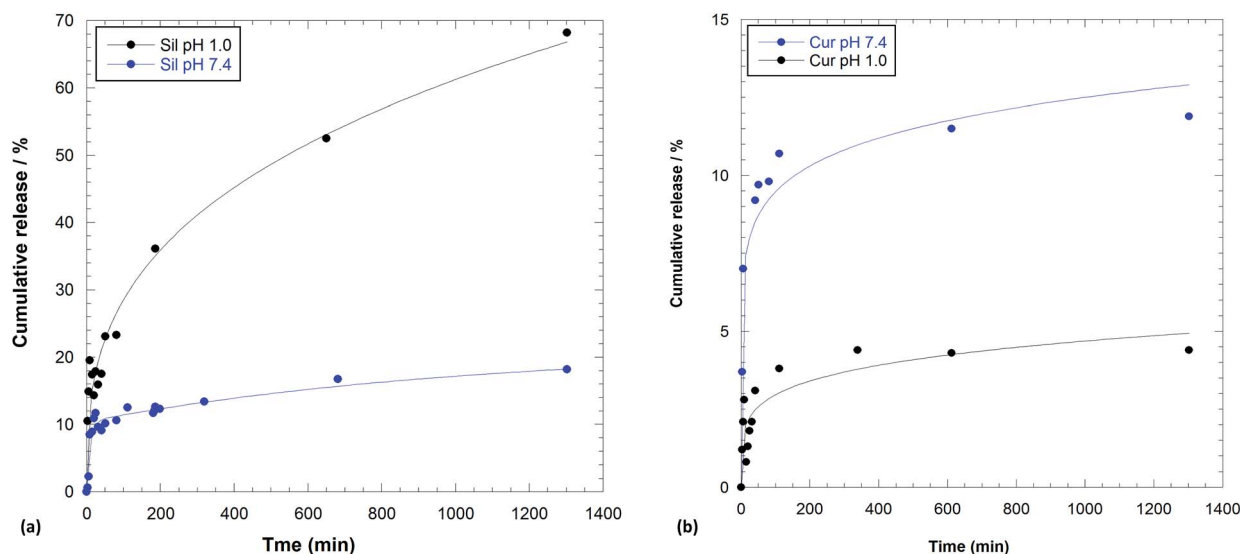 70
60
50
40
30
20
10
0
Cumulative release / %
Sil pH 1.0
Sil pH 7.4
0 200 400 600 800 1000 1200 1400
Tme (min)
(a)
15
10
5
0
Cumulative release / %
Cur pH 7.4
Cur pH 1.0
0 200 400 600 800 1000 1200 1400
Time (min)
(b)